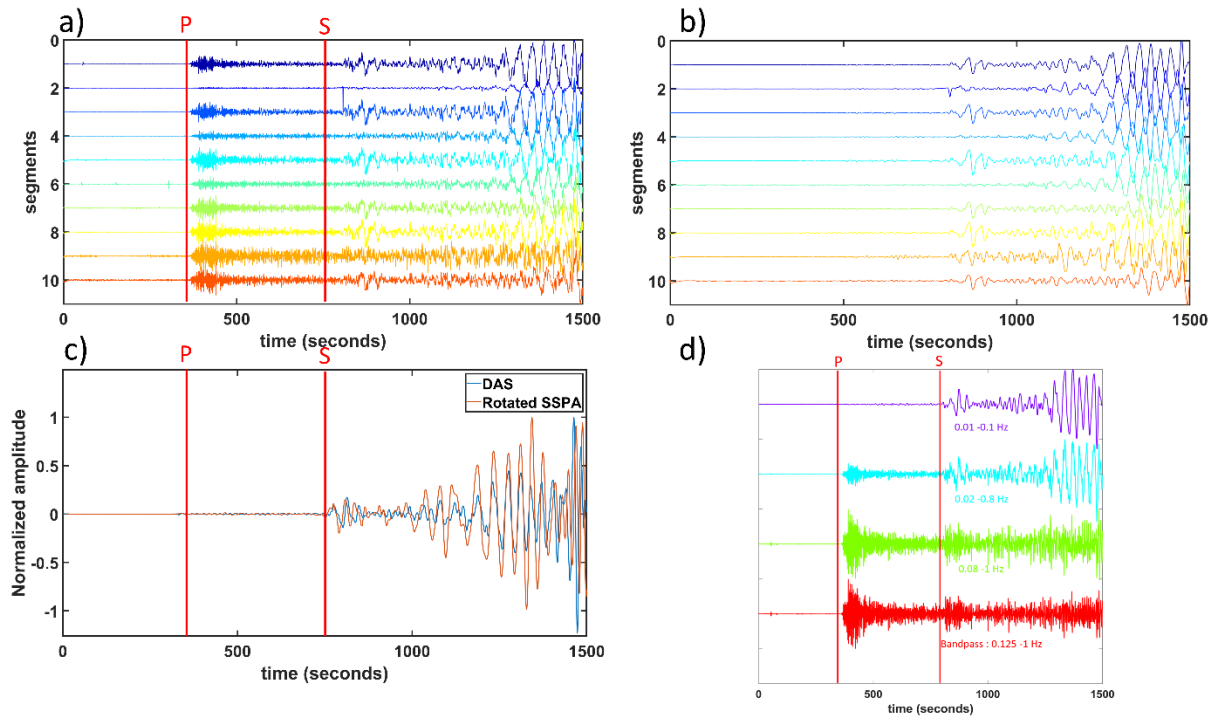 a)
P
S
0
2
4
6
8
10
segments
0
500
1000
1500
time (seconds)
b)
0
2
4
6
8
10
segments
0
500
1000
1500
time (seconds)
c)
P
S
DAS
Rotated SSPA
1
0.5
0
-0.5
-1
Normalized amplitude
0
500
1000
1500
time (seconds)
d)
P
S
0.01 -0.1 Hz
0.02 -0.8 Hz
0.08 -1 Hz
Bandpass : 0.125 -1 Hz
0
500
1000
1500
time (seconds)